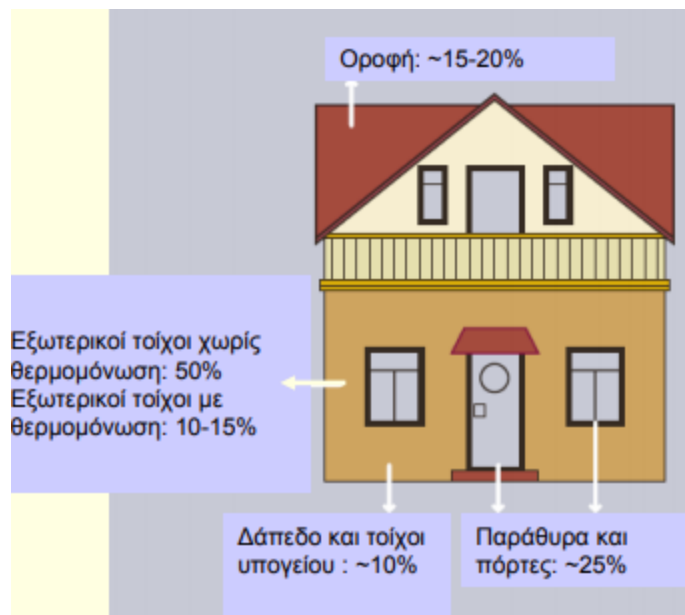 Οροφή: ~15-20%
Εξωτερικοί τοίχοι χωρίς
θερμομόνωση: 50%
Εξωτερικοί τοίχοι με
θερμομόνωση: 10-15%
Δάπεδο και τοίχοι
υπογείου : ~10%
Παράθυρα και
πόρτες: ~25%